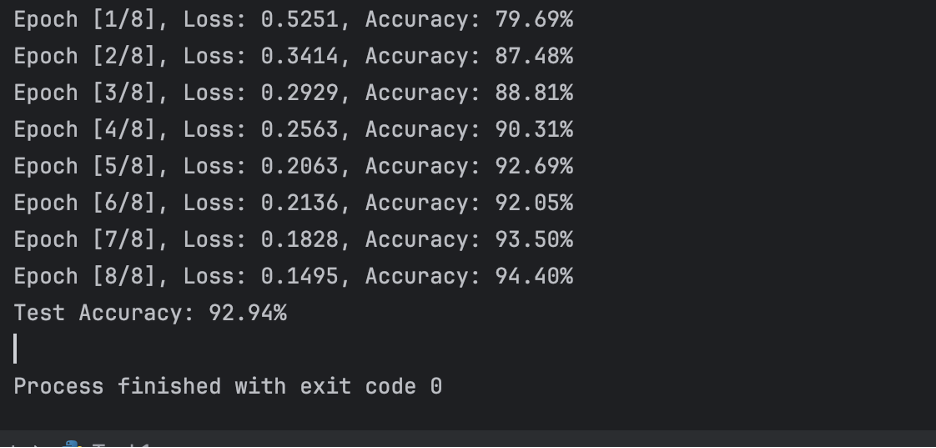 Epoch [1/8], Loss: 0.5251, Accuracy: 79.69%
Epoch [2/8], Loss: 0.3414, Accuracy: 87.48%
Epoch [3/8], Loss: 0.2929, Accuracy: 88.81%
Epoch [4/8], Loss: 0.2563, Accuracy: 90.31%
Epoch [5/8], Loss: 0.2063, Accuracy: 92.69%
Epoch [6/8], Loss: 0.2136, Accuracy: 92.05%
Epoch [7/8], Loss: 0.1828, Accuracy: 93.50%
Epoch [8/8], Loss: 0.1495, Accuracy: 94.40%
Test Accuracy: 92.94%
Process finished with exit code 0